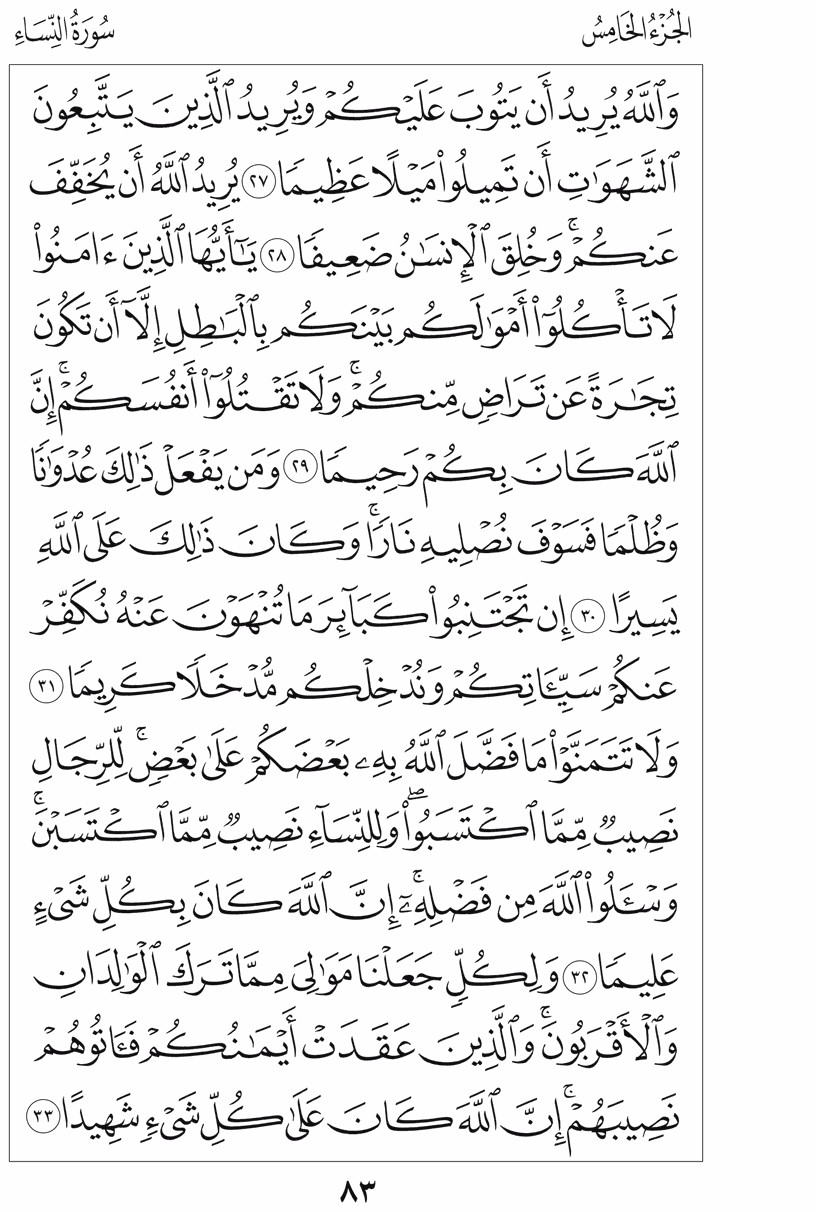 الجُزْءُ الخَامِسُ
سُورَةُ النِّسَاءِ
وَٱللَّهُ يُرِيدُ أَن يَتُوبَ عَلَيْكُمْ وَيُرِيدُ ٱلَّذِينَ يَتَّبِعُونَ
ٱلشَّهَوَٰتِ أَن تَمِيلُوا۟ مَيْلًا عَظِيمًا ٢٧ يُرِيدُ ٱللَّهُ أَن يُخَفِّفَ
عَنكُمْ ۚ وَخُلِقَ ٱلْإِنسَٰنُ ضَعِيفًا ٢٨ يَٰٓأَيُّهَا ٱلَّذِينَ ءَامَنُوا۟
لَا تَأْكُلُوٓا۟ أَمْوَٰلَكُم بَيْنَكُم بِٱلْبَٰطِلِ إِلَّآ أَن تَكُونَ
تِجَٰرَةً عَن تَرَاضٍ مِّنكُمْ ۚ وَلَا تَقْتُلُوٓا۟ أَنفُسَكُمْ ۚ إِنَّ
ٱللَّهَ كَانَ بِكُمْ رَحِيمًا ٢٩ وَمَن يَفْعَلْ ذَٰلِكَ عُدْوَٰنًا
وَظُلْمًا فَسَوْفَ نُصْلِيهِ نَارًا ۚ وَكَانَ ذَٰلِكَ عَلَى ٱللَّهِ
يَسِيرًا ٣٠ إِن تَجْتَنِبُوا۟ كَبَآئِرَ مَا تُنْهَوْنَ عَنْهُ نُكَفِّرْ
عَنكُمْ سَيِّـَٔاتِكُمْ وَنُدْخِلْكُم مُّدْخَلًا كَرِيمًا ٣١
وَلَا تَتَمَنَّوْا۟ مَا فَضَّلَ ٱللَّهُ بِهِۦ بَعْضَكُمْ عَلَىٰ بَعْضٍ ۚ لِّلرِّجَالِ
نَصِيبٌ مِّمَّا ٱكْتَسَبُوا۟ ۖ وَلِلنِّسَآءِ نَصِيبٌ مِّمَّا ٱكْتَسَبْنَ ۚ
وَسْـَٔلُوا۟ ٱللَّهَ مِن فَضْلِهِۦٓ ۗ إِنَّ ٱللَّهَ كَانَ بِكُلِّ شَىْءٍ
عَلِيمًا ٣٢ وَلِكُلٍّ جَعَلْنَا مَوَٰلِىَ مِمَّا تَرَكَ ٱلْوَٰلِدَانِ
وَٱلْأَقْرَبُونَ ۚ وَٱلَّذِينَ عَقَدَتْ أَيْمَٰنُكُمْ فَـَٔاتُوهُمْ
نَصِيبَهُمْ ۚ إِنَّ ٱللَّهَ كَانَ عَلَىٰ كُلِّ شَىْءٍ شَهِيدًا ٣٣
٨٣